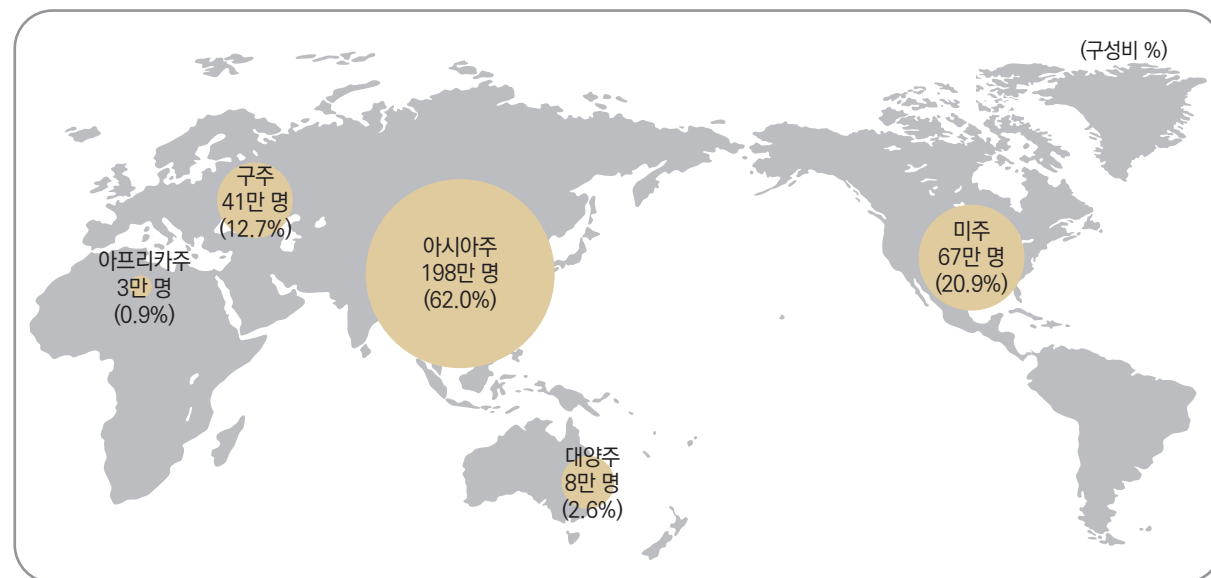 (구성비 %)
구주
41만 명
(12.7%)
아프리카주
3만 명
(0.9%)
아시아주
198만 명
(62.0%)
미주
67만 명
(20.9%)
대양주
8만 명
(2.6%)